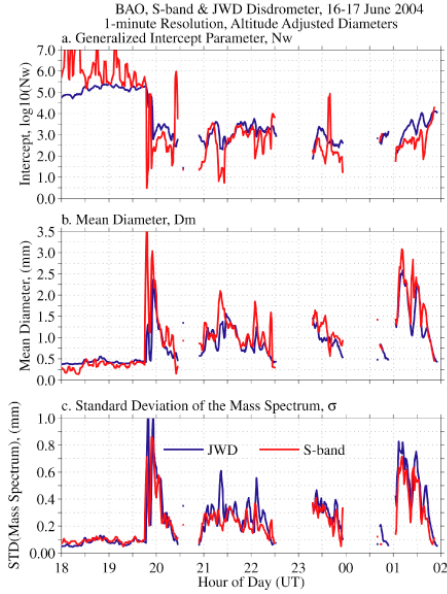 BAO, S-band & JWD Disdrometer, 16-17 June 2004
1-minute Resolution, Altitude Adjusted Diameters
a. Generalized Intercept Parameter, Nw
Intercept, log10(Nw)
7.0
6.0
5.0
4.0
3.0
2.0
1.0
0.0
b. Mean Diameter, Dm
Mean Diameter, (mm)
3.5
3.0
2.5
2.0
1.5
1.0
0.5
0.0
c. Standard Deviation of the Mass Spectrum, σ
STD(Mass Spectrum), (mm)
1.0
0.8
0.6
0.4
0.2
0.00
JWD S-band
18 19 20 21 22 23 00 01 02
Hour of Day (UT)